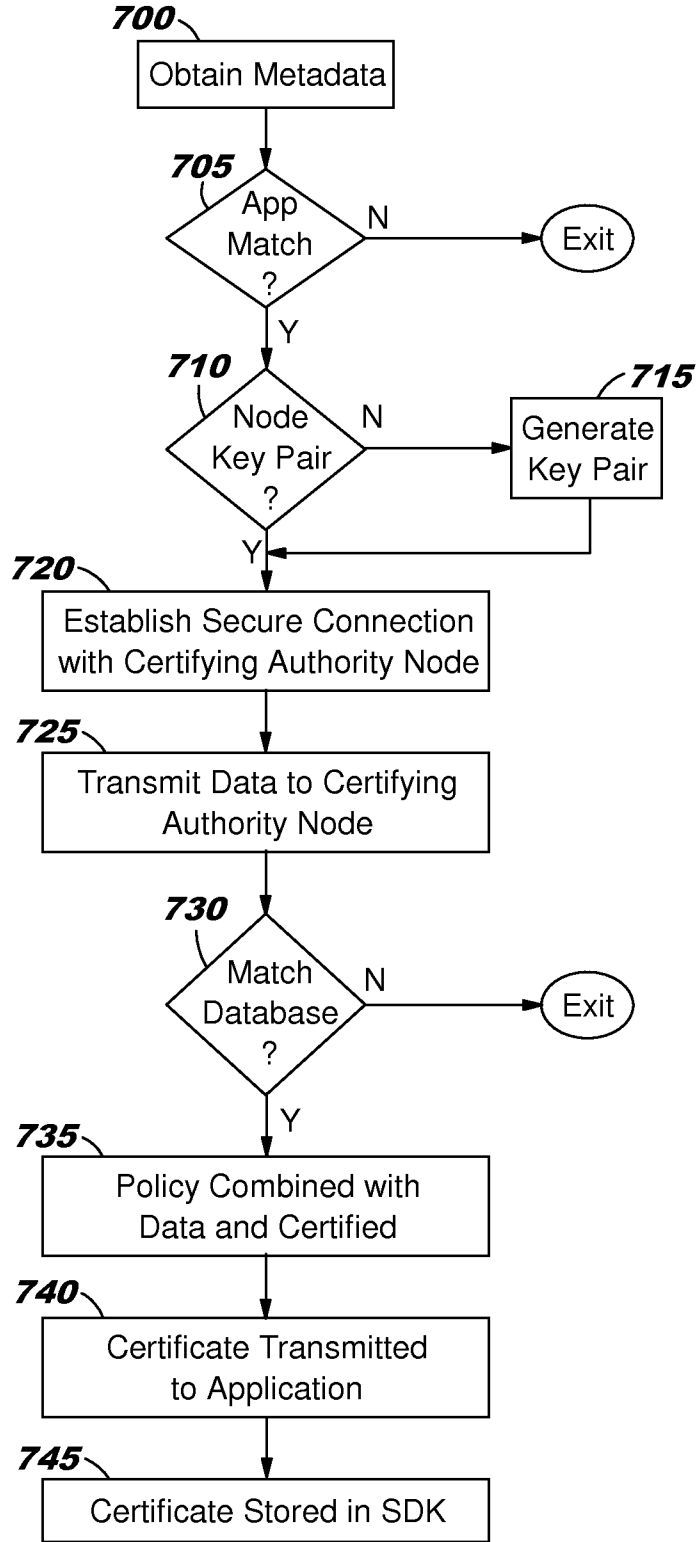 700
Obtain Metadata
705
App
Match
?
N
Exit
Y
710
Node
Key Pair
?
N
715
Generate
Key Pair
Y
720
Establish Secure Connection
with Certifying Authority Node
725
Transmit Data to Certifying
Authority Node
730
Match
Database
?
N
Exit
Y
735
Policy Combined with
Data and Certified
740
Certificate Transmitted
to Application
745
Certificate Stored in SDK